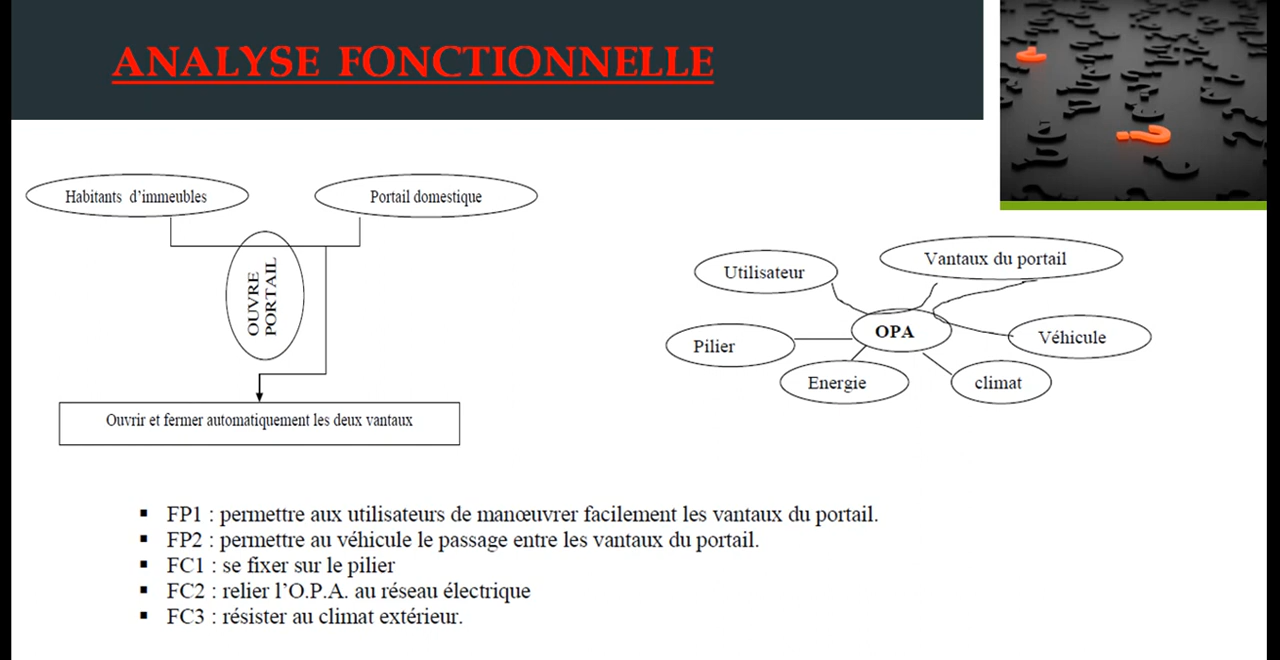 ANALYSE FONCTIONNELLE
Habitants d’immeubles
Portail domestique
OUVRE
PORTAIL
Ouvrir et fermer automatiquement les deux vantaux
Utilisateur
Vantaux du portail
OPA
Pilier
Véhicule
Energie
climat
▪ FP1 : permettre aux utilisateurs de manœuvrer facilement les vantaux du portail.
▪ FP2 : permettre au véhicule le passage entre les vantaux du portail.
▪ FC1 : se fixer sur le pilier
▪ FC2 : relier l’O.P.A. au réseau électrique
▪ FC3 : résister au climat extérieur.